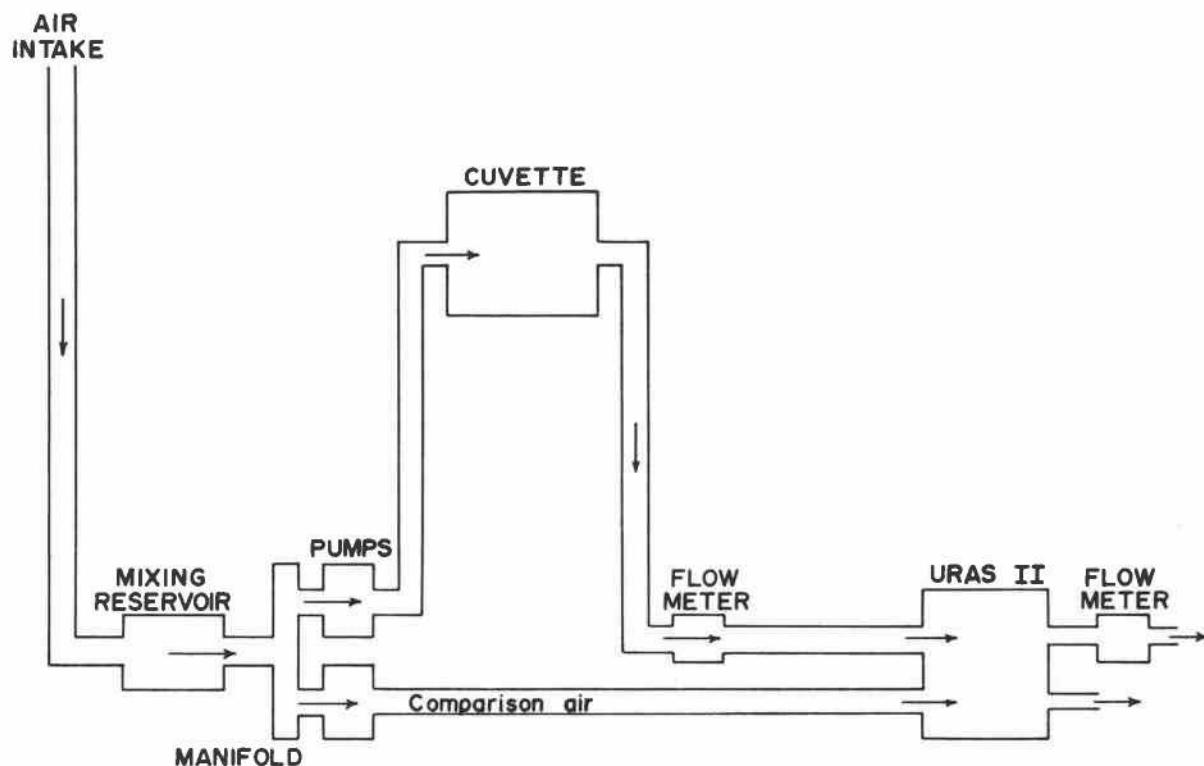 AIR
INTAKE
CUVETTE
PUMPS
MIXING
RESERVOIR
FLOW
METER
URAS II
FLOW
METER
Comparison air
MANIFOLD